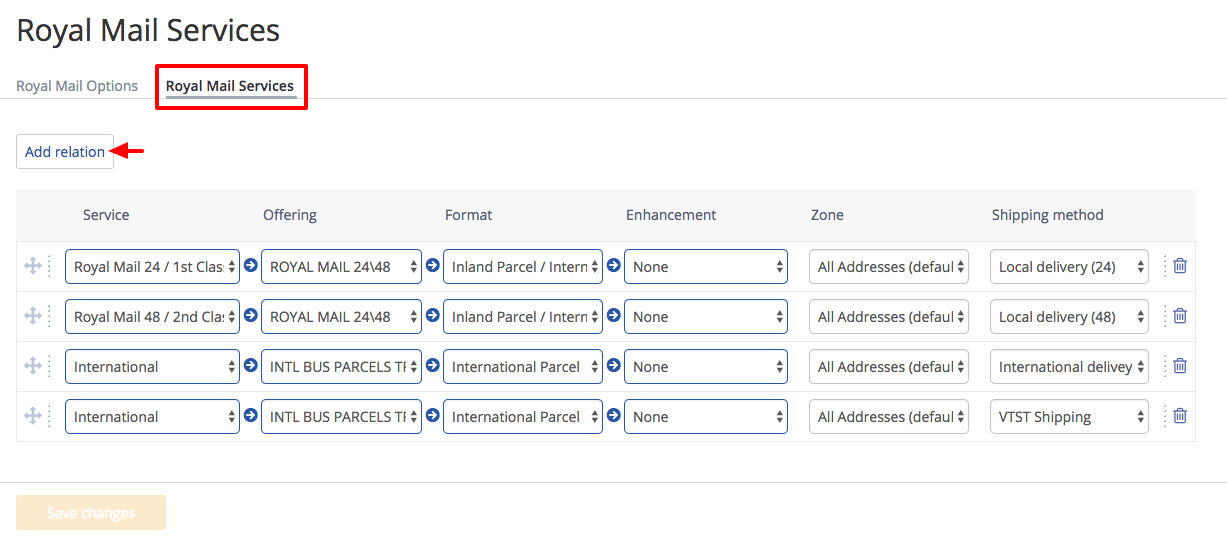 Royal Mail Services
Royal Mail Options Royal Mail Services
Add relation
Service Offering Format Enhancement Zone Shipping method
Royal Mail 24 / 1st Clas ROYAL MAIL 24\48 Inland Parcel / Intern None All Addresses (defaul Local delivery (24)
Royal Mail 48 / 2nd Cla ROYAL MAIL 24\48 Inland Parcel / Intern None All Addresses (defaul Local delivery (48)
International INTL BUS PARCELS TF International Parcel None All Addresses (defaul International delivey
International INTL BUS PARCELS TF International Parcel None All Addresses (defaul VTST Shipping
Save changes